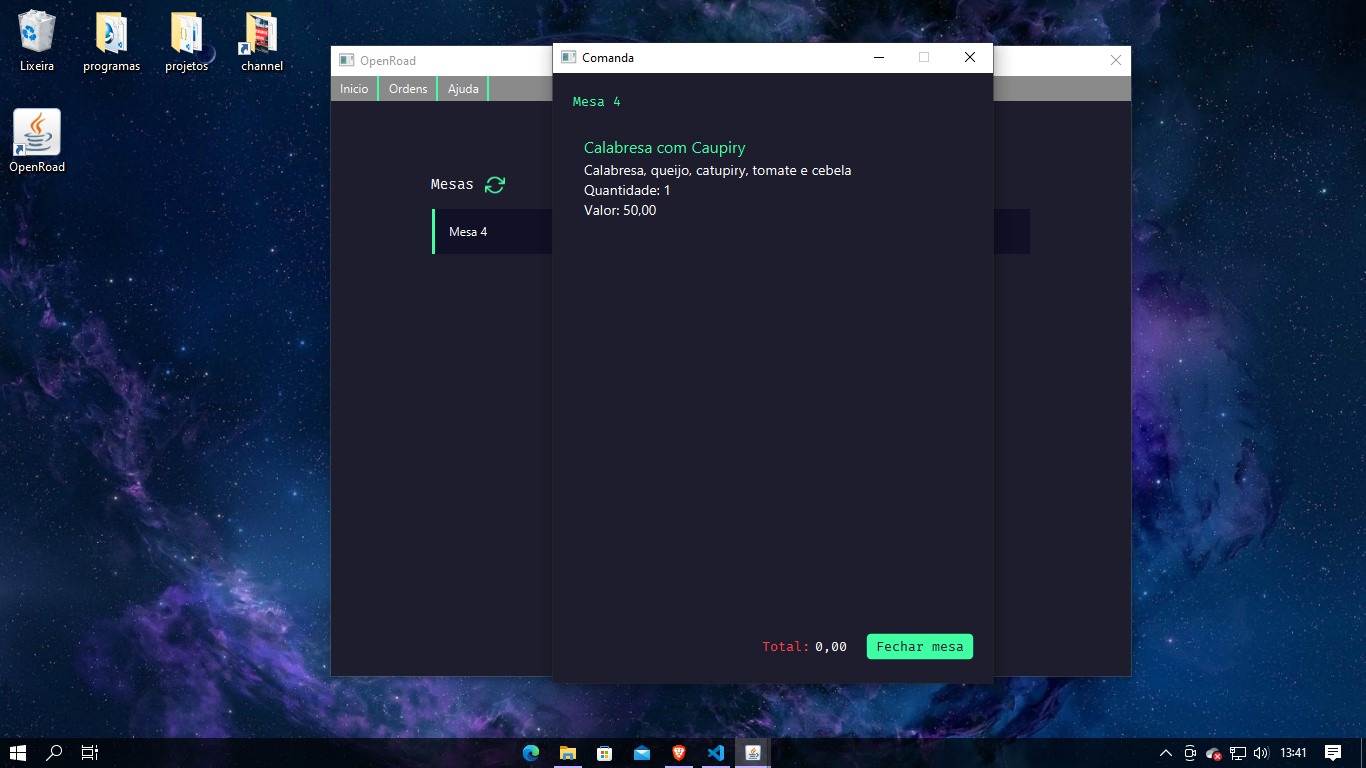 Lixeira
programas
projetos
channel
OpenRoad
OpenRoad
Inicio
Ordens
Ajuda
Mesas
Mesa 4
Comanda
Mesa 4
Calabresa com Caupiry
Calabresa, queijo, catupiry, tomate e cebela
Quantidade: 1
Valor: 50,00
Total: 0,00
Fechar mesa
13:41